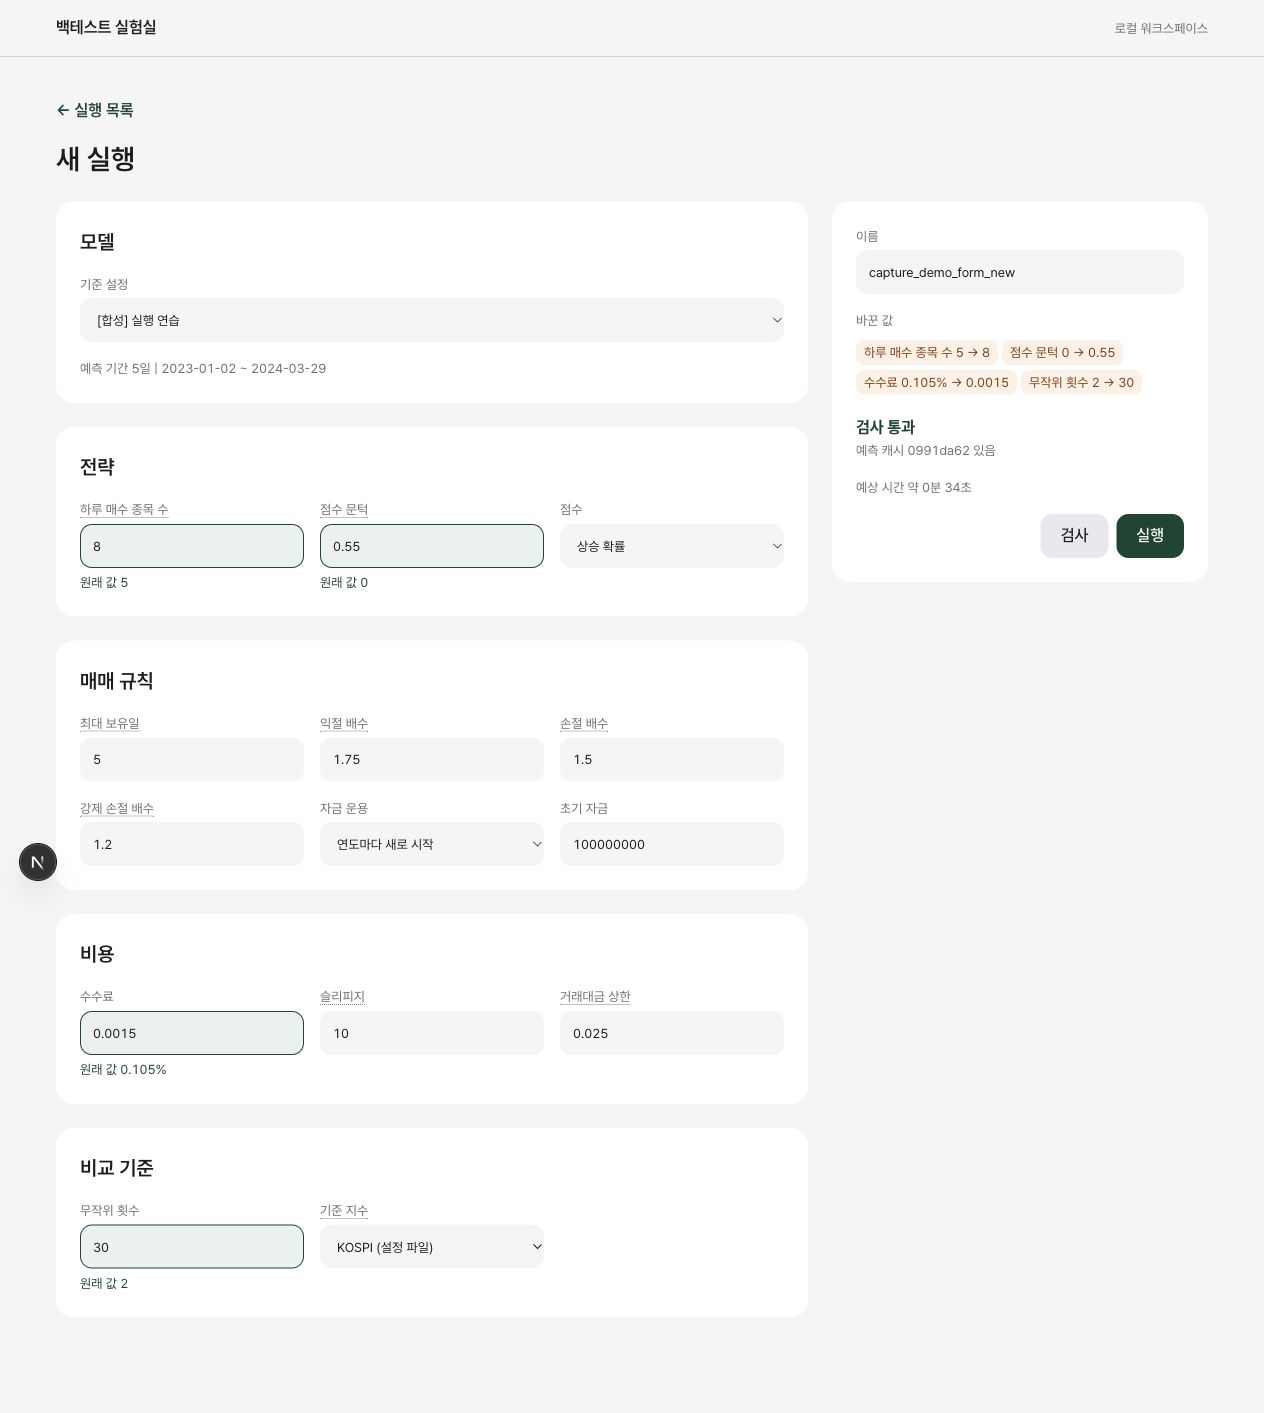 백테스트 실험실
로컬 워크스페이스
← 실행 목록
새 실행
모델
기준 설정
[합성] 실행 연습
예측 기간 5일 | 2023-01-02 ~ 2024-03-29
전략
하루 매수 종목 수
점수 문턱
점수
8
0.55
상승 확률
원래 값 5
원래 값 0
매매 규칙
최대 보유일
익절 배수
손절 배수
5
1.75
1.5
강제 손절 배수
자금 운용
초기 자금
1.2
연도마다 새로 시작
100000000
N
비용
수수료
슬리피지
거래대금 상한
0.0015
10
0.025
원래 값 0.105%
비교 기준
무작위 횟수
기준 지수
30
KOSPI (설정 파일)
원래 값 2
이름
capture_demo_form_new
바꾼 값
하루 매수 종목 수 5 → 8
점수 문턱 0 → 0.55
수수료 0.105% → 0.0015
무작위 횟수 2 → 30
검사 통과
예측 캐시 0991da62 있음
예상 시간 약 0분 34초
검사
실행